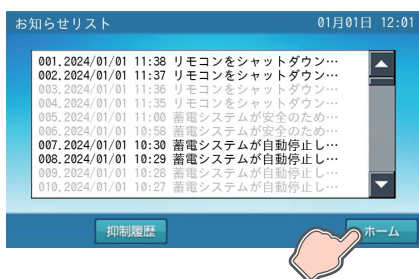 お知らせリスト 01月01日 12:01
001.2024/01/01 11:38 リモコンをシャットダウン…
002.2024/01/01 11:37 リモコンをシャットダウン…
003.2024/01/01 11:36 リモコンをシャットダウン…
004.2024/01/01 11:35 リモコンをシャットダウン…
005.2024/01/01 11:00 蓄電システムが安全のため…
006.2024/01/01 10:58 蓄電システムが安全のため…
007.2024/01/01 10:30 蓄電システムが自動停止し…
008.2024/01/01 10:29 蓄電システムが自動停止し…
009.2024/01/01 10:28 蓄電システムが自動停止し…
010.2024/01/01 10:27 蓄電システムが自動停止し…
抑制履歴 ホーム